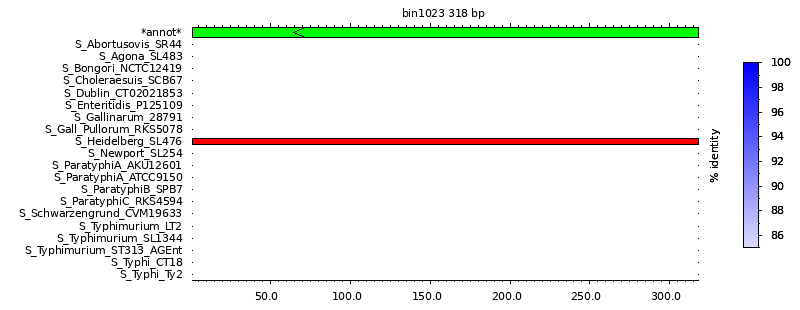 bin1023 318 bp
*annot*
S_Abortusovis_SR44
S_Agona_SL483
S_Bongori_NCTC12419
S_Choleraesuis_SCB67
S_Dublin_CT02021853
S_Enteritidis_P125109
S_Gallinarum_28791
S_Gall_Pullorum_RKS5078
S_Heidelberg_SL476
S_Newport_SL254
S_ParatyphiA_AKU12601
S_ParatyphiA_ATCC9150
S_ParatyphiB_SPB7
S_ParatyphiC_RKS4594
S_Schwarzengrund_CVM19633
S_Typhimurium_LT2
S_Typhimurium_SL1344
S_Typhimurium_ST313_AGEnt
S_Typhi_CT18
S_Typhi_Ty2
50.0 100.0 150.0 200.0 250.0 300.0
% identity
100
98
96
94
92
90
88
86